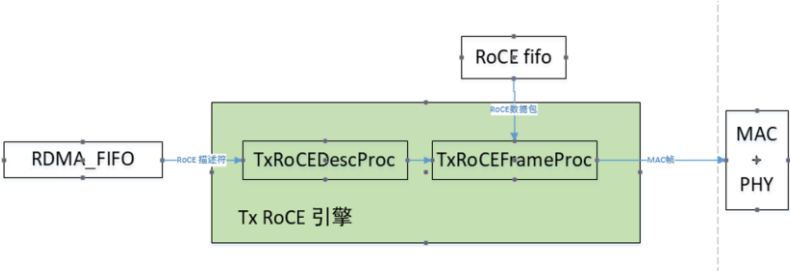 RoCE fifo
RoCE数据包
RDMA_FIFO
RoCE 描述符
TxRoCEDescProc
TxRoCEFrameProc
MAC帧
MAC
+
PHY
Tx RoCE 引擎